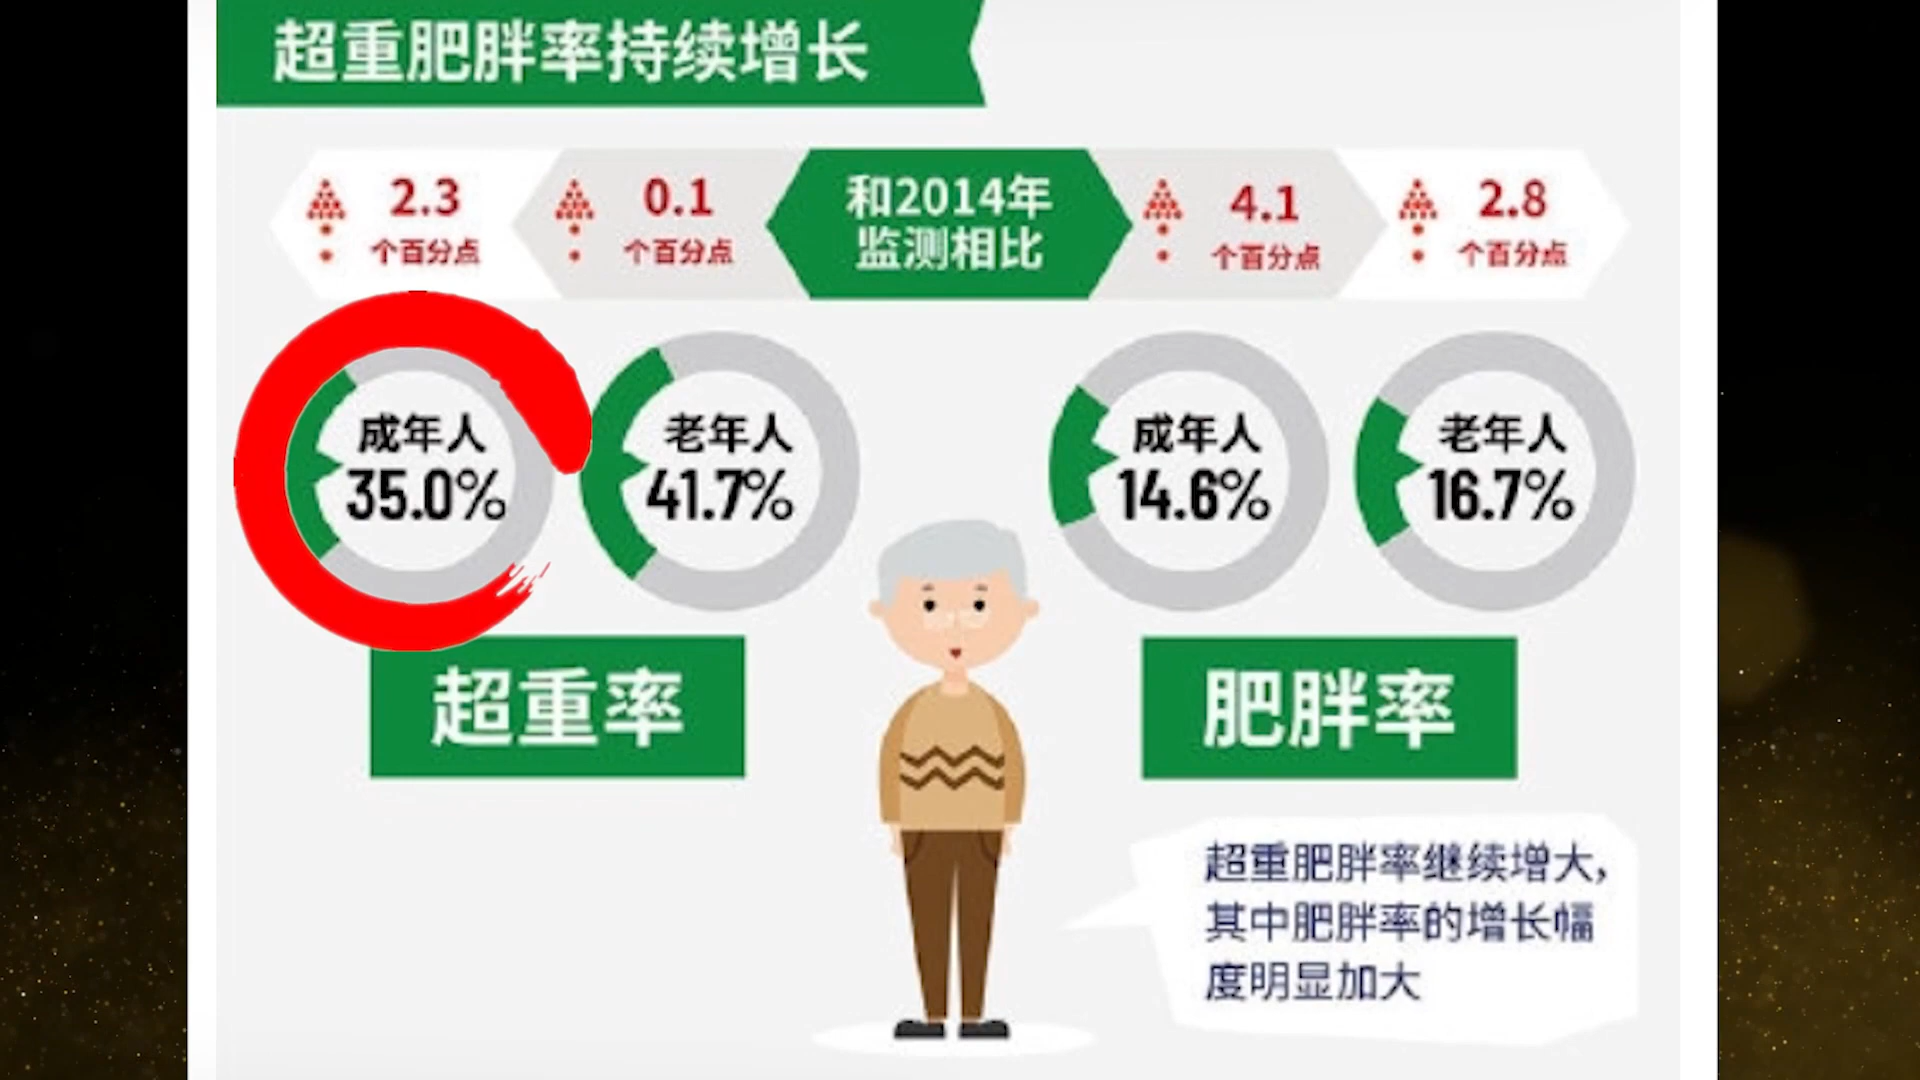 超重肥胖率持续增长
2.3
个百分点
0.1
个百分点
和2014年
监测相比
4.1
个百分点
2.8
个百分点
成年人
35.0%
老年人
41.7%
成年人
14.6%
老年人
16.7%
超重率
肥胖率
超重肥胖率继续增大,
其中肥胖率的增长幅
度明显加大